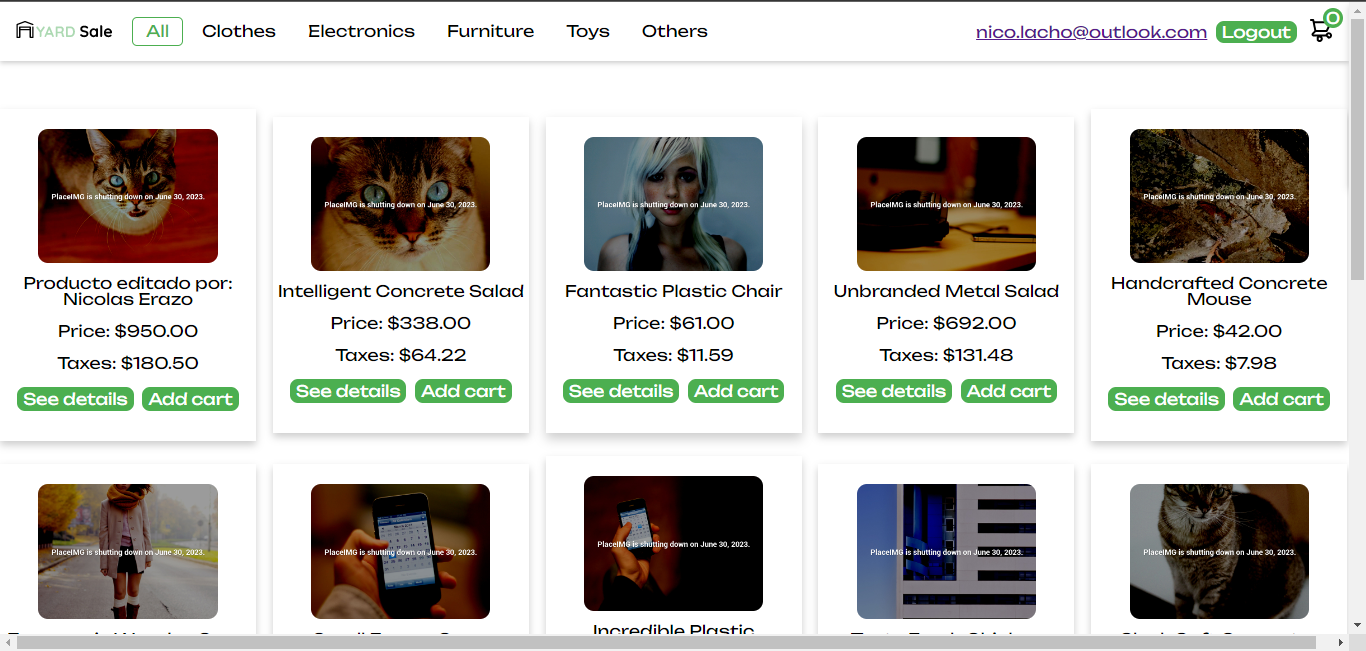 YARD Sale
All
Clothes
Electronics
Furniture
Toys
Others
nico.lacho@outlook.com
Logout
0
PlaceIMG is shutting down on June 30, 2023.
Producto editado por:
Nicolas Erazo
Price: $950.00
Taxes: $180.50
See details
Add cart
PlaceIMG is shutting down on June 30, 2023.
Intelligent Concrete Salad
Price: $338.00
Taxes: $64.22
See details
Add cart
PlaceIMG is shutting down on June 30, 2023.
Fantastic Plastic Chair
Price: $61.00
Taxes: $11.59
See details
Add cart
PlaceIMG is shutting down on June 30, 2023.
Unbranded Metal Salad
Price: $692.00
Taxes: $131.48
See details
Add cart
PlaceIMG is shutting down on June 30, 2023.
Handcrafted Concrete
Mouse
Price: $42.00
Taxes: $7.98
See details
Add cart
PlaceIMG is shutting down on June 30, 2023.
PlaceIMG is shutting down on June 30, 2023.
PlaceIMG is shutting down on June 30, 2023.
Incredible Plastic
PlaceIMG is shutting down on June 30, 2023.
PlaceIMG is shutting down on June 30, 2023.